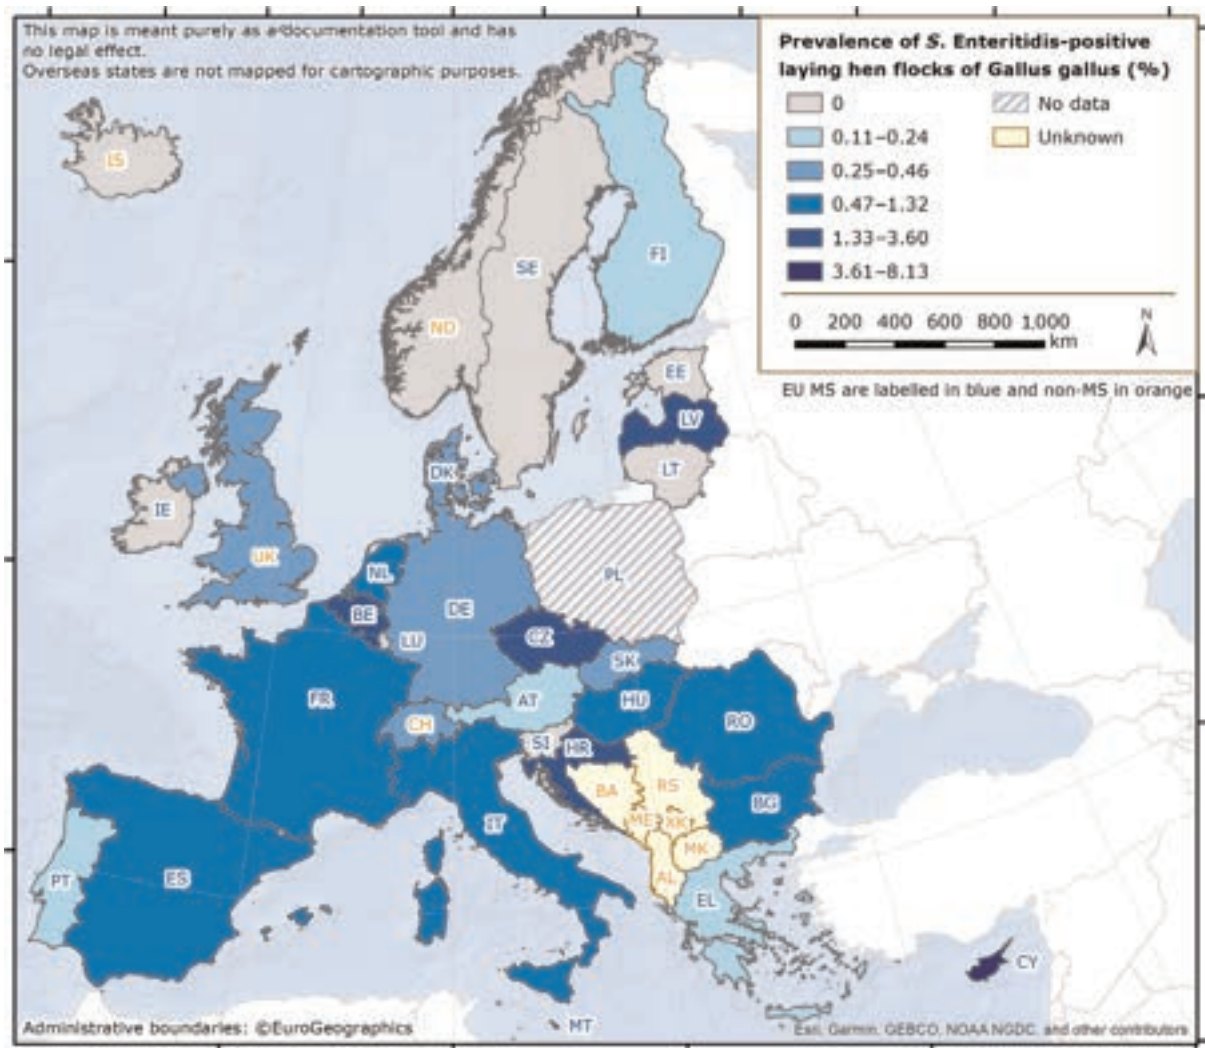 This map is meant purely as a documentation tool and has
no legal effect.
Overseas states are not mapped for cartographic purposes.
Prevalence of S. Enteritidis-positive
laying hen flocks of Gallus gallus (%)
0
No data
0.11–0.24
Unknown
0.25–0.46
0.47–1.32
1.33–3.60
3.61–8.13
N
0 200 400 600 800 1,000
km
EU MS are labelled in blue and non-MS in orange
IS
FI
SE
NO
EE
LV
LT
DK
IE
UK
NL
PL
BE
DE
LU
CZ
SK
FR
AT
HU
CH
RO
SI
HR
BA
RS
BG
ME
XK
IT
MK
AL
PT
ES
EL
CY
MT
Administrative boundaries: ©EuroGeographics
Esri, Garmin, GEBCO, NOAA NGDC, and other contributors